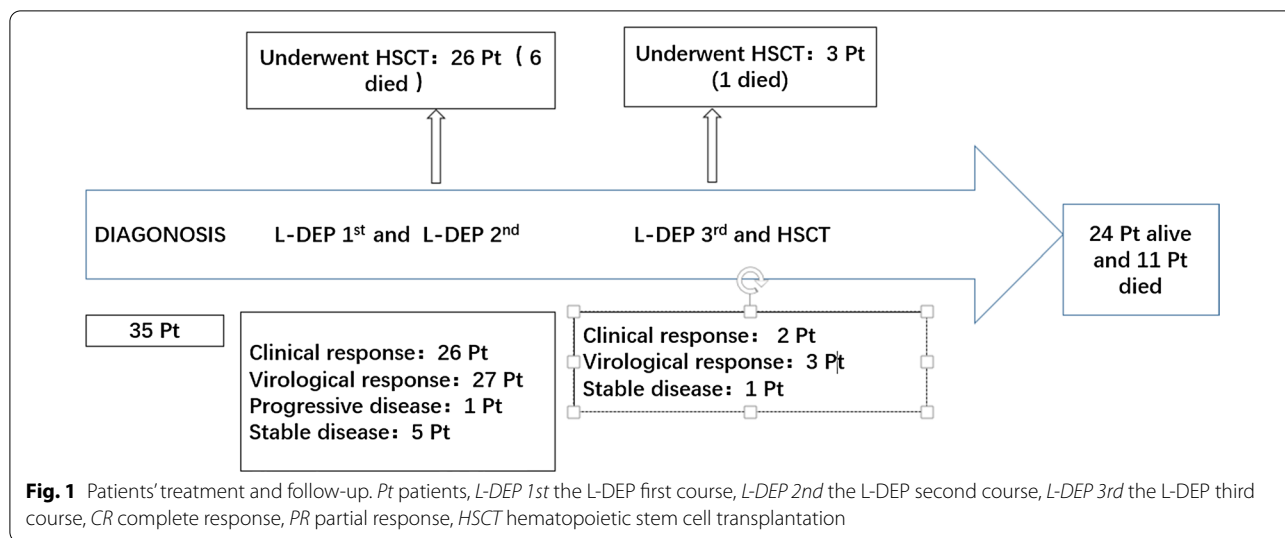 Underwent HSCT：26 Pt（6
died）
Underwent HSCT：3 Pt
(1 died)
DIAGONOSIS
L-DEP 1st and L-DEP 2nd
L-DEP 3rd and HSCT
24 Pt alive
and 11 Pt
died
35 Pt
Clinical response：26 Pt
Virological response：27 Pt
Progressive disease：1 Pt
Stable disease：5 Pt
Clinical response： 2 Pt
Virological response：3 Pt
Stable disease：1 Pt
Fig. 1 Patients' treatment and follow-up. Pt patients, L-DEP 1st the L-DEP first course, L-DEP 2nd the L-DEP second course, L-DEP 3rd the L-DEP third
course, CR complete response, PR partial response, HSCT hematopoietic stem cell transplantation